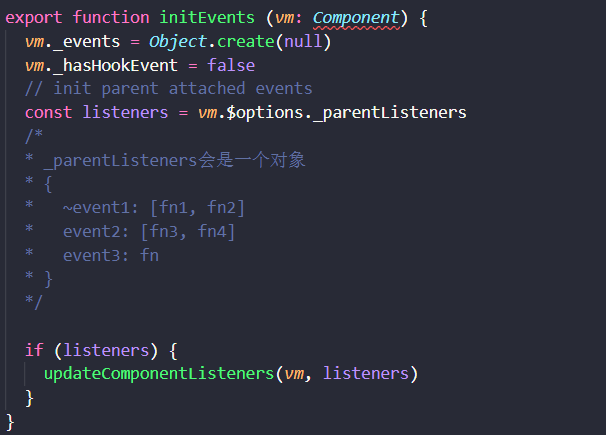 export function initEvents (vm: Component) {
  vm._events = Object.create(null)
  vm._hasHookEvent = false
  // init parent attached events
  const listeners = vm.$options._parentListeners
  /*
  * _parentListeners会是一个对象
  * {
  *   ~event1: [fn1, fn2]
  *   event2: [fn3, fn4]
  *   event3: fn
  * }
  */

  if (listeners) {
    updateComponentListeners(vm, listeners)
  }
}